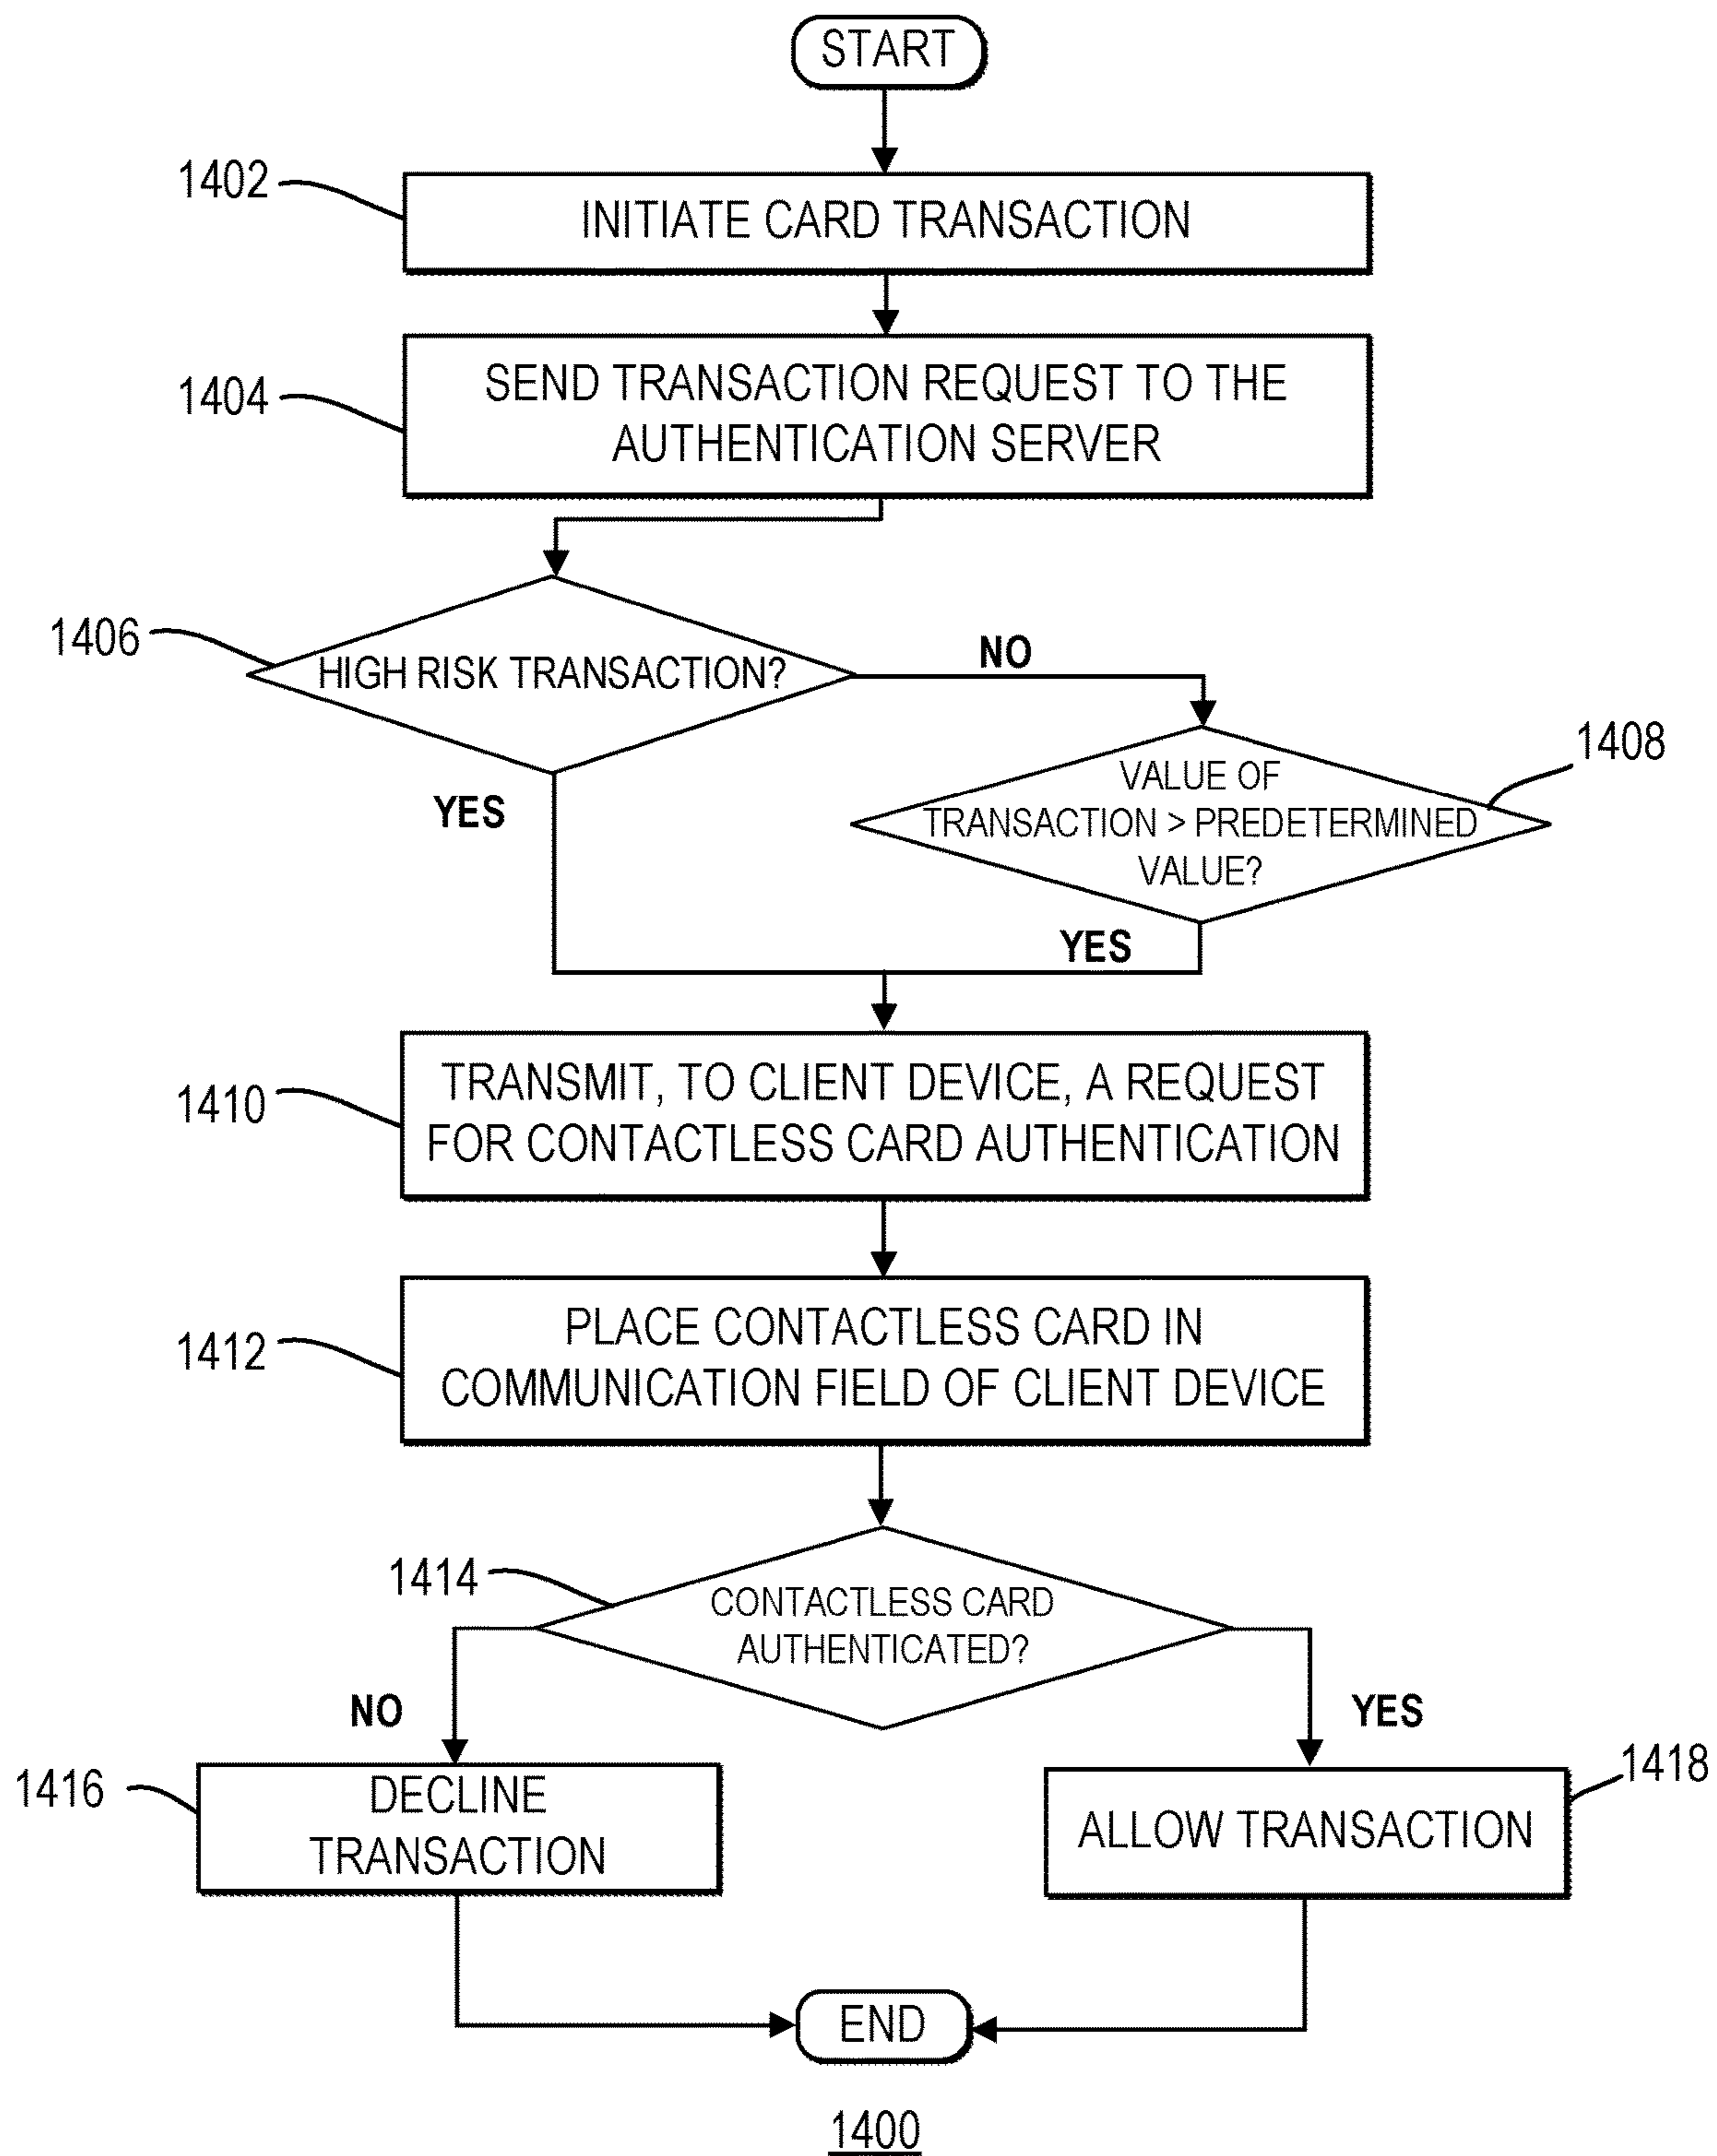 START
1402
INITIATE CARD TRANSACTION
1404
SEND TRANSACTION REQUEST TO THE
AUTHENTICATION SERVER
1406
HIGH RISK TRANSACTION?
NO
1408
VALUE OF
TRANSACTION > PREDETERMINED
VALUE?
YES
YES
1410
TRANSMIT, TO CLIENT DEVICE, A REQUEST
FOR CONTACTLESS CARD AUTHENTICATION
1412
PLACE CONTACTLESS CARD IN
COMMUNICATION FIELD OF CLIENT DEVICE
1414
CONTACTLESS CARD
AUTHENTICATED?
NO
YES
1416
DECLINE
TRANSACTION
1418
ALLOW TRANSACTION
END
1400